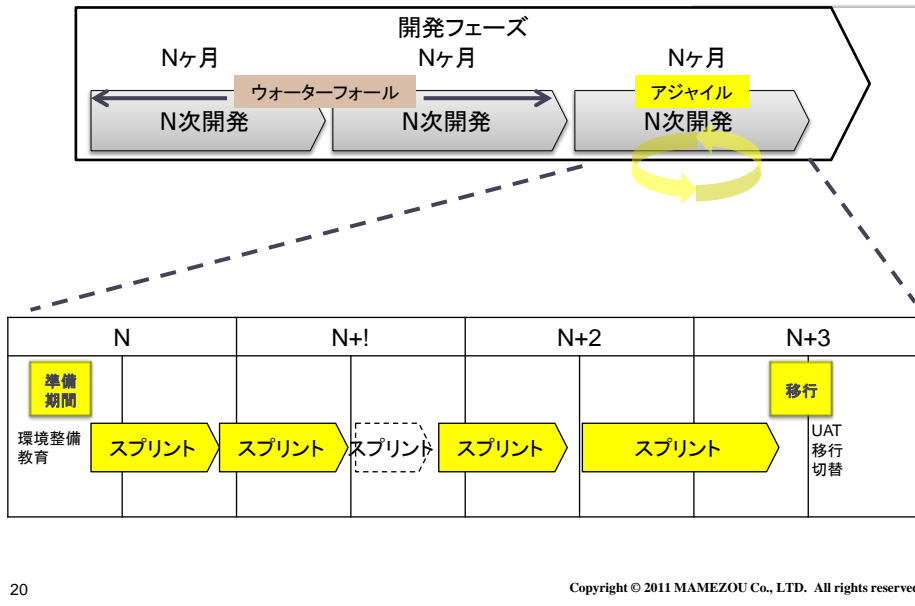 開発フェーズ
Nヶ月
Nヶ月
Nヶ月
ウォーターフォール
アジャイル
N次開発
N次開発
N次開発
N
N+!
N+2
N+3
準備
期間
移行
環境整備
教育
スプリント
スプリント
スプリント
スプリント
スプリント
UAT
移行
切替
20
Copyright © 2011 MAMEZOU Co., LTD. All rights reserved